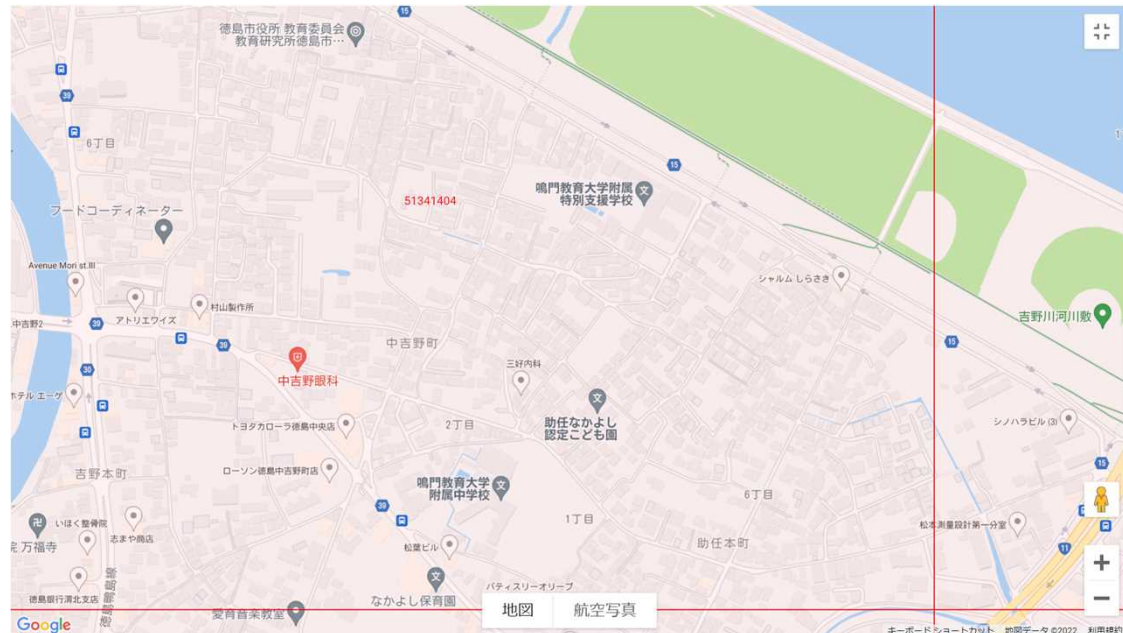 15
徳島市役所 教育委員会
教育研究所徳島市…
39
6丁目
15
鳴門教育大学附属
特別支援学校
51341404
フードコーディネーター
Avenue Mori st.III
シャルム しらさぎ
村山製作所
アトリエワイズ
吉野川河川敷
中吉野2
39
39
中吉野町
15
三好内科
30
中吉野眼科
ホテル エーゲ
助任なかよし
認定こども園
トヨタカローラ徳島中央店
2丁目
シノハラビル (3)
吉野本町
ローソン徳島中吉野町店
15
鳴門教育大学
附属中学校
6丁目
39
いほく整骨院
志まや商店
1丁目
松本測量設計第一分室
万福寺
松葉ビル
助任本町
11
パティスリーオリーブ
徳島銀行渭北支店
徳島鴨島線
なかよし保育園
愛育音楽教室
地図
航空写真
+
−
Google
キーボード ショートカット
地図データ ©2022
利用規約